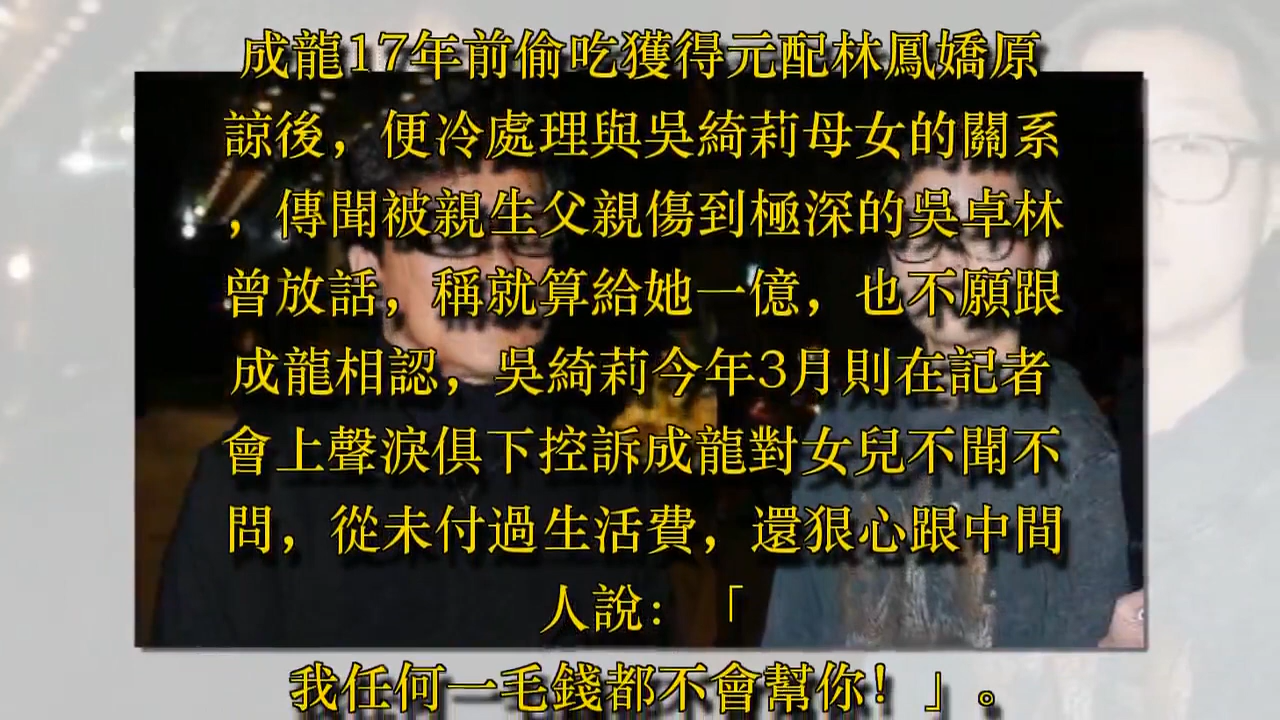 成龍17年前偷吃獲得元配林鳳嬌原
諒後，便冷處理與吳綺莉母女的關系
，傳聞被親生父親傷到極深的吳卓林
曾放話，稱就算給她一億，也不願跟
成龍相認，吳綺莉今年3月則在記者
會上聲淚俱下控訴成龍對女兒不聞不
問，從未付過生活費，還狠心跟中間
人說：「
我任何一毛錢都不會幫你！」。